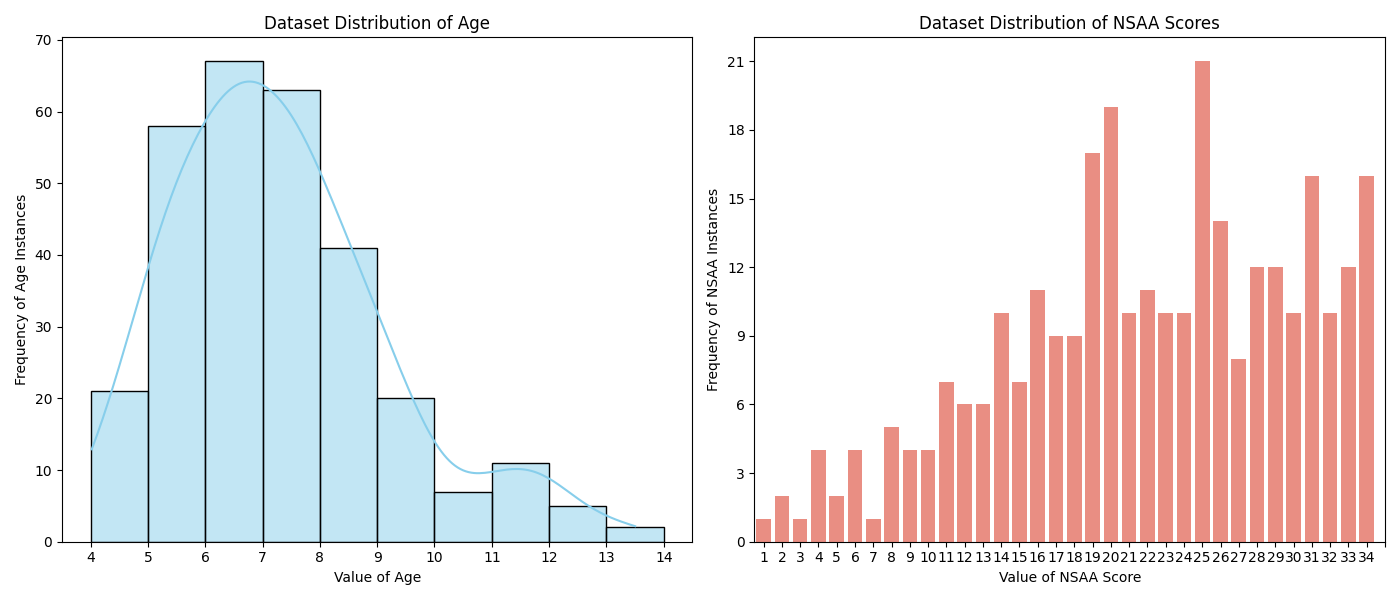 Dataset Distribution of Age
Frequency of Age Instances
70
60
50
40
30
20
10
0
4 5 6 7 8 9 10 11 12 13 14
Value of Age
Dataset Distribution of NSAA Scores
Frequency of NSAA Instances
21
18
15
12
9
6
3
0
1 2 3 4 5 6 7 8 9 10 11 12 13 14 15 16 17 18 19 20 21 22 23 24 25 26 27 28 29 30 31 32 33 34
Value of NSAA Score